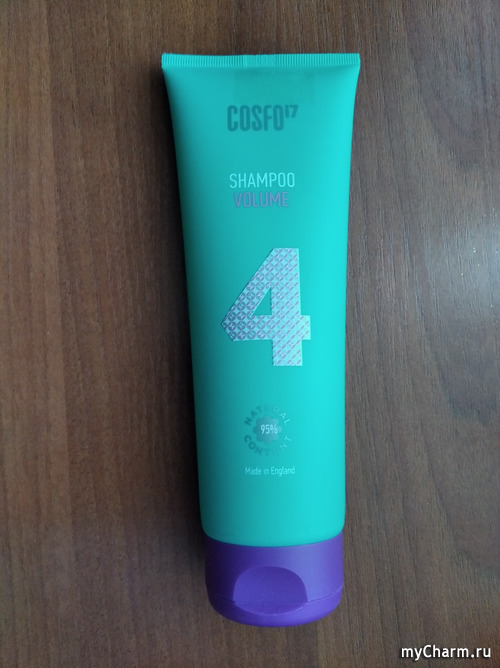 COSFO17
SHAMPOO
VOLUME
4
NATURAL
95%
CONTENT
Made in England
myCharm.ru